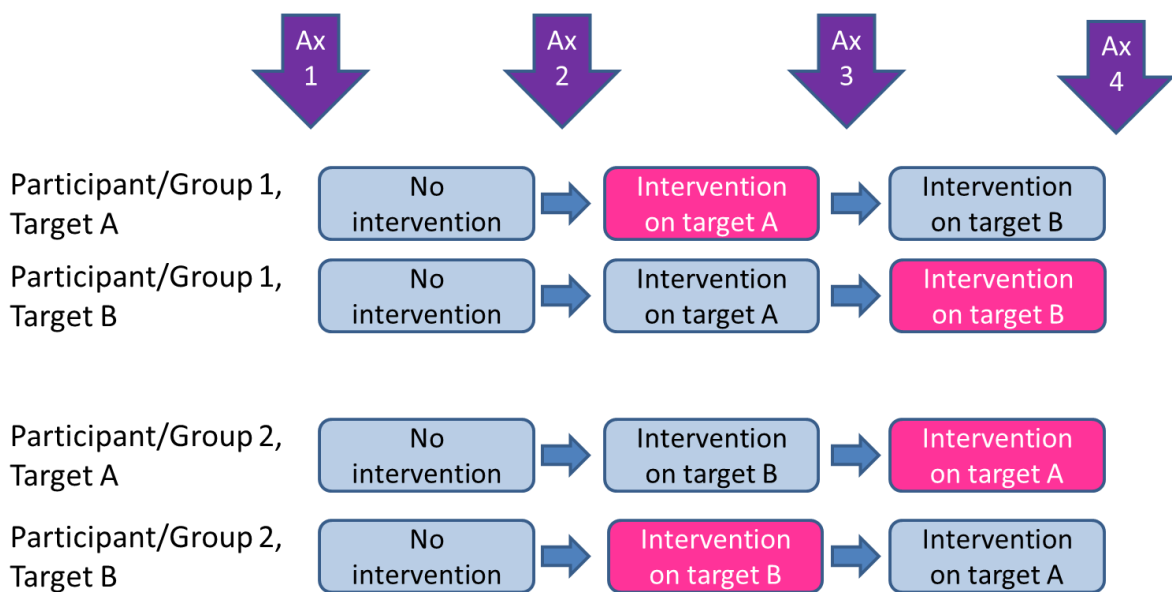 Ax
1
Ax
2
Ax
3
Ax
4
Participant/Group 1,
Target A
No
intervention
Intervention
on target A
Intervention
on target B
Participant/Group 1,
Target B
No
intervention
Intervention
on target A
Intervention
on target B
Participant/Group 2,
Target A
No
intervention
Intervention
on target B
Intervention
on target A
Participant/Group 2,
Target B
No
intervention
Intervention
on target B
Intervention
on target A